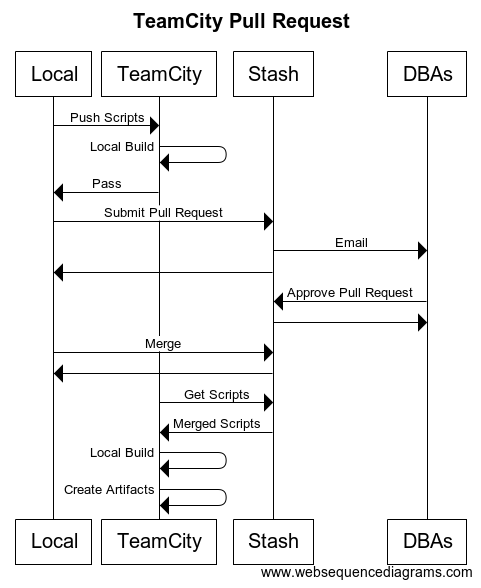 TeamCity Pull Request
Local TeamCity Stash DBAs
Push Scripts
Local Build
Pass
Submit Pull Request
Email
Approve Pull Request
Merge
Get Scripts
Merged Scripts
Local Build
Create Artifacts
Local TeamCity Stash DBAs
www.websequencediagrams.com